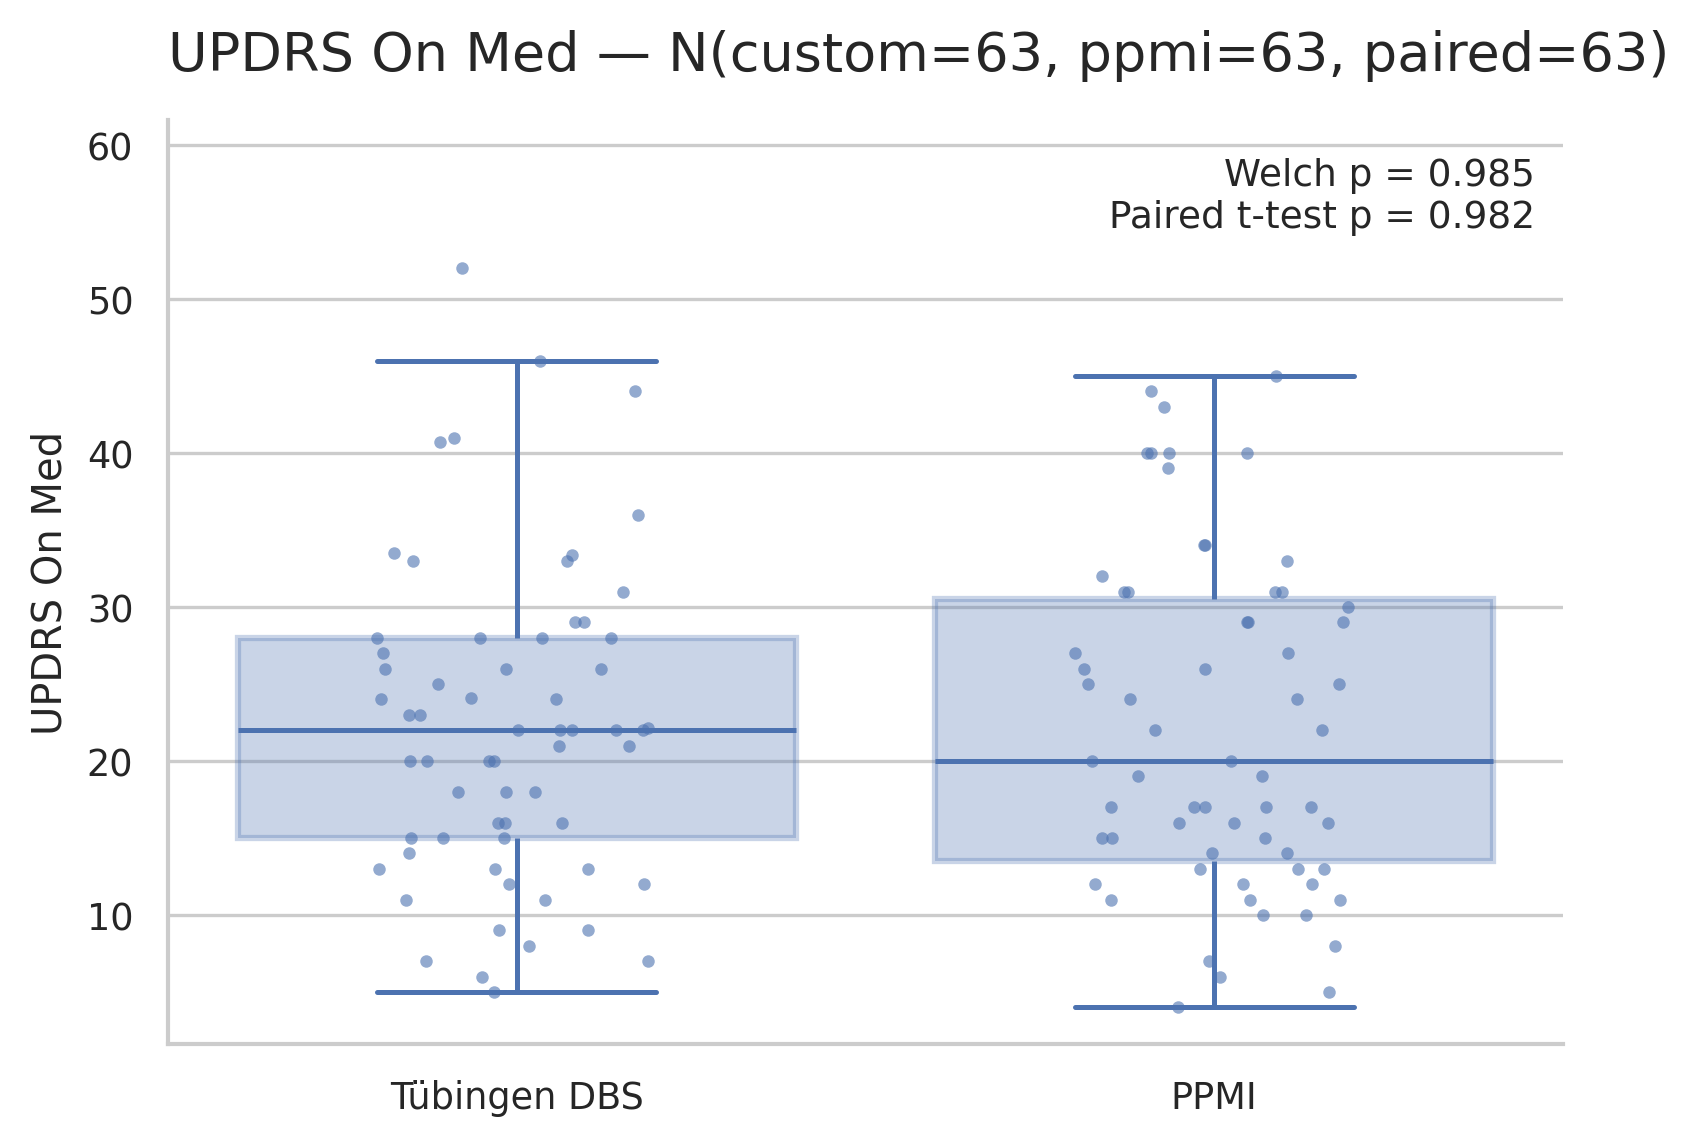 UPDRS On Med — N(custom=63, ppmi=63, paired=63)
Welch p = 0.985
Paired t-test p = 0.982
UPDRS On Med
60
50
40
30
20
10
Tübingen DBS
PPMI